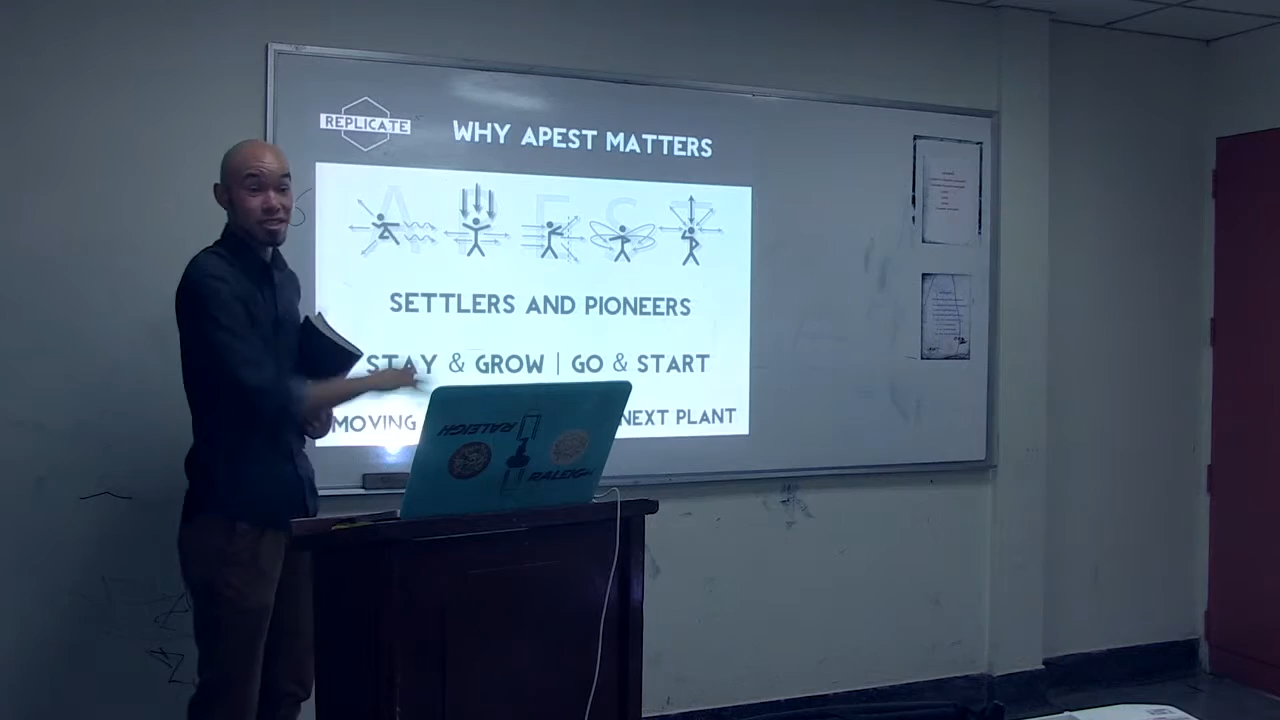 REPLICATE
WHY APEST MATTERS
A E S T
SETTLERS AND PIONEERS
STAY & GROW | GO & START
MOVING NEXT PLANT
RALEIGH
RALEIGH